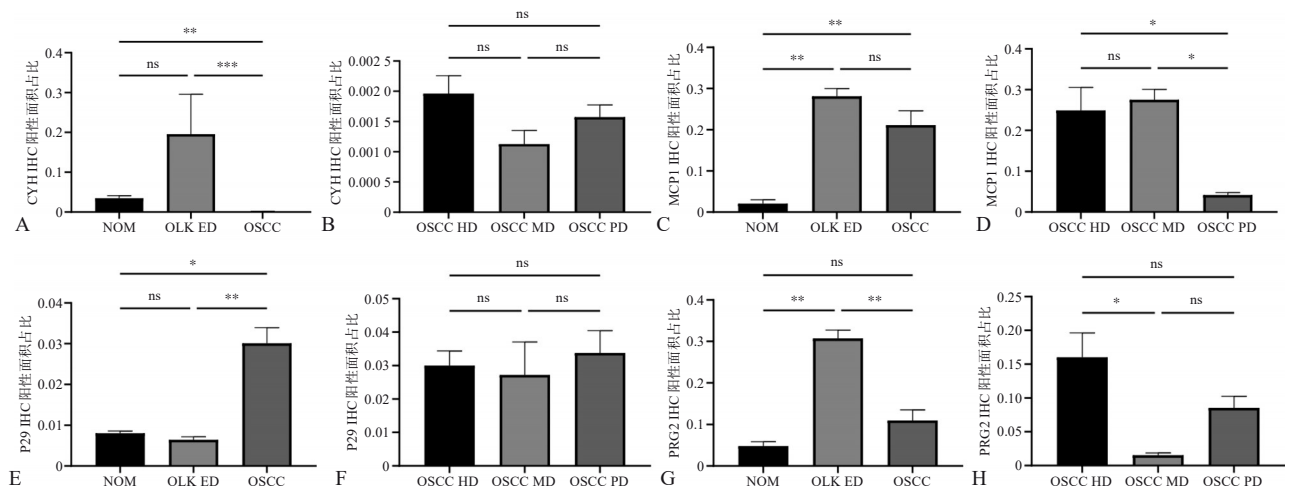 **
ns
***
0.4
0.3
0.2
0.1
0
CYH IHC 阳性面积占比
NOM
OLK ED
OSCC
A
ns
ns
ns
0.002 5
0.002 0
0.001 5
0.001 0
0.000 5
0
CYH IHC 阳性面积占比
OSCC HD
OSCC MD
OSCC PD
B
**
**
ns
0.4
0.3
0.2
0.1
0
MCP1 IHC 阳性面积占比
NOM
OLK ED
OSCC
C
*
ns
*
0.4
0.3
0.2
0.1
0
MCP1 IHC 阳性面积占比
OSCC HD
OSCC MD
OSCC PD
D
*
ns
**
0.04
0.03
0.02
0.01
0
P29 IHC 阳性面积占比
NOM
OLK ED
OSCC
E
ns
ns
ns
0.05
0.04
0.03
0.02
0.01
0
P29 IHC 阳性面积占比
OSCC HD
OSCC MD
OSCC PD
F
ns
**
**
0.4
0.3
0.2
0.1
0
PRG2 IHC 阳性面积占比
NOM
OLK ED
OSCC
G
ns
*
ns
0.25
0.20
0.15
0.10
0.05
0
PRG2 IHC 阳性面积占比
OSCC HD
OSCC MD
OSCC PD
H